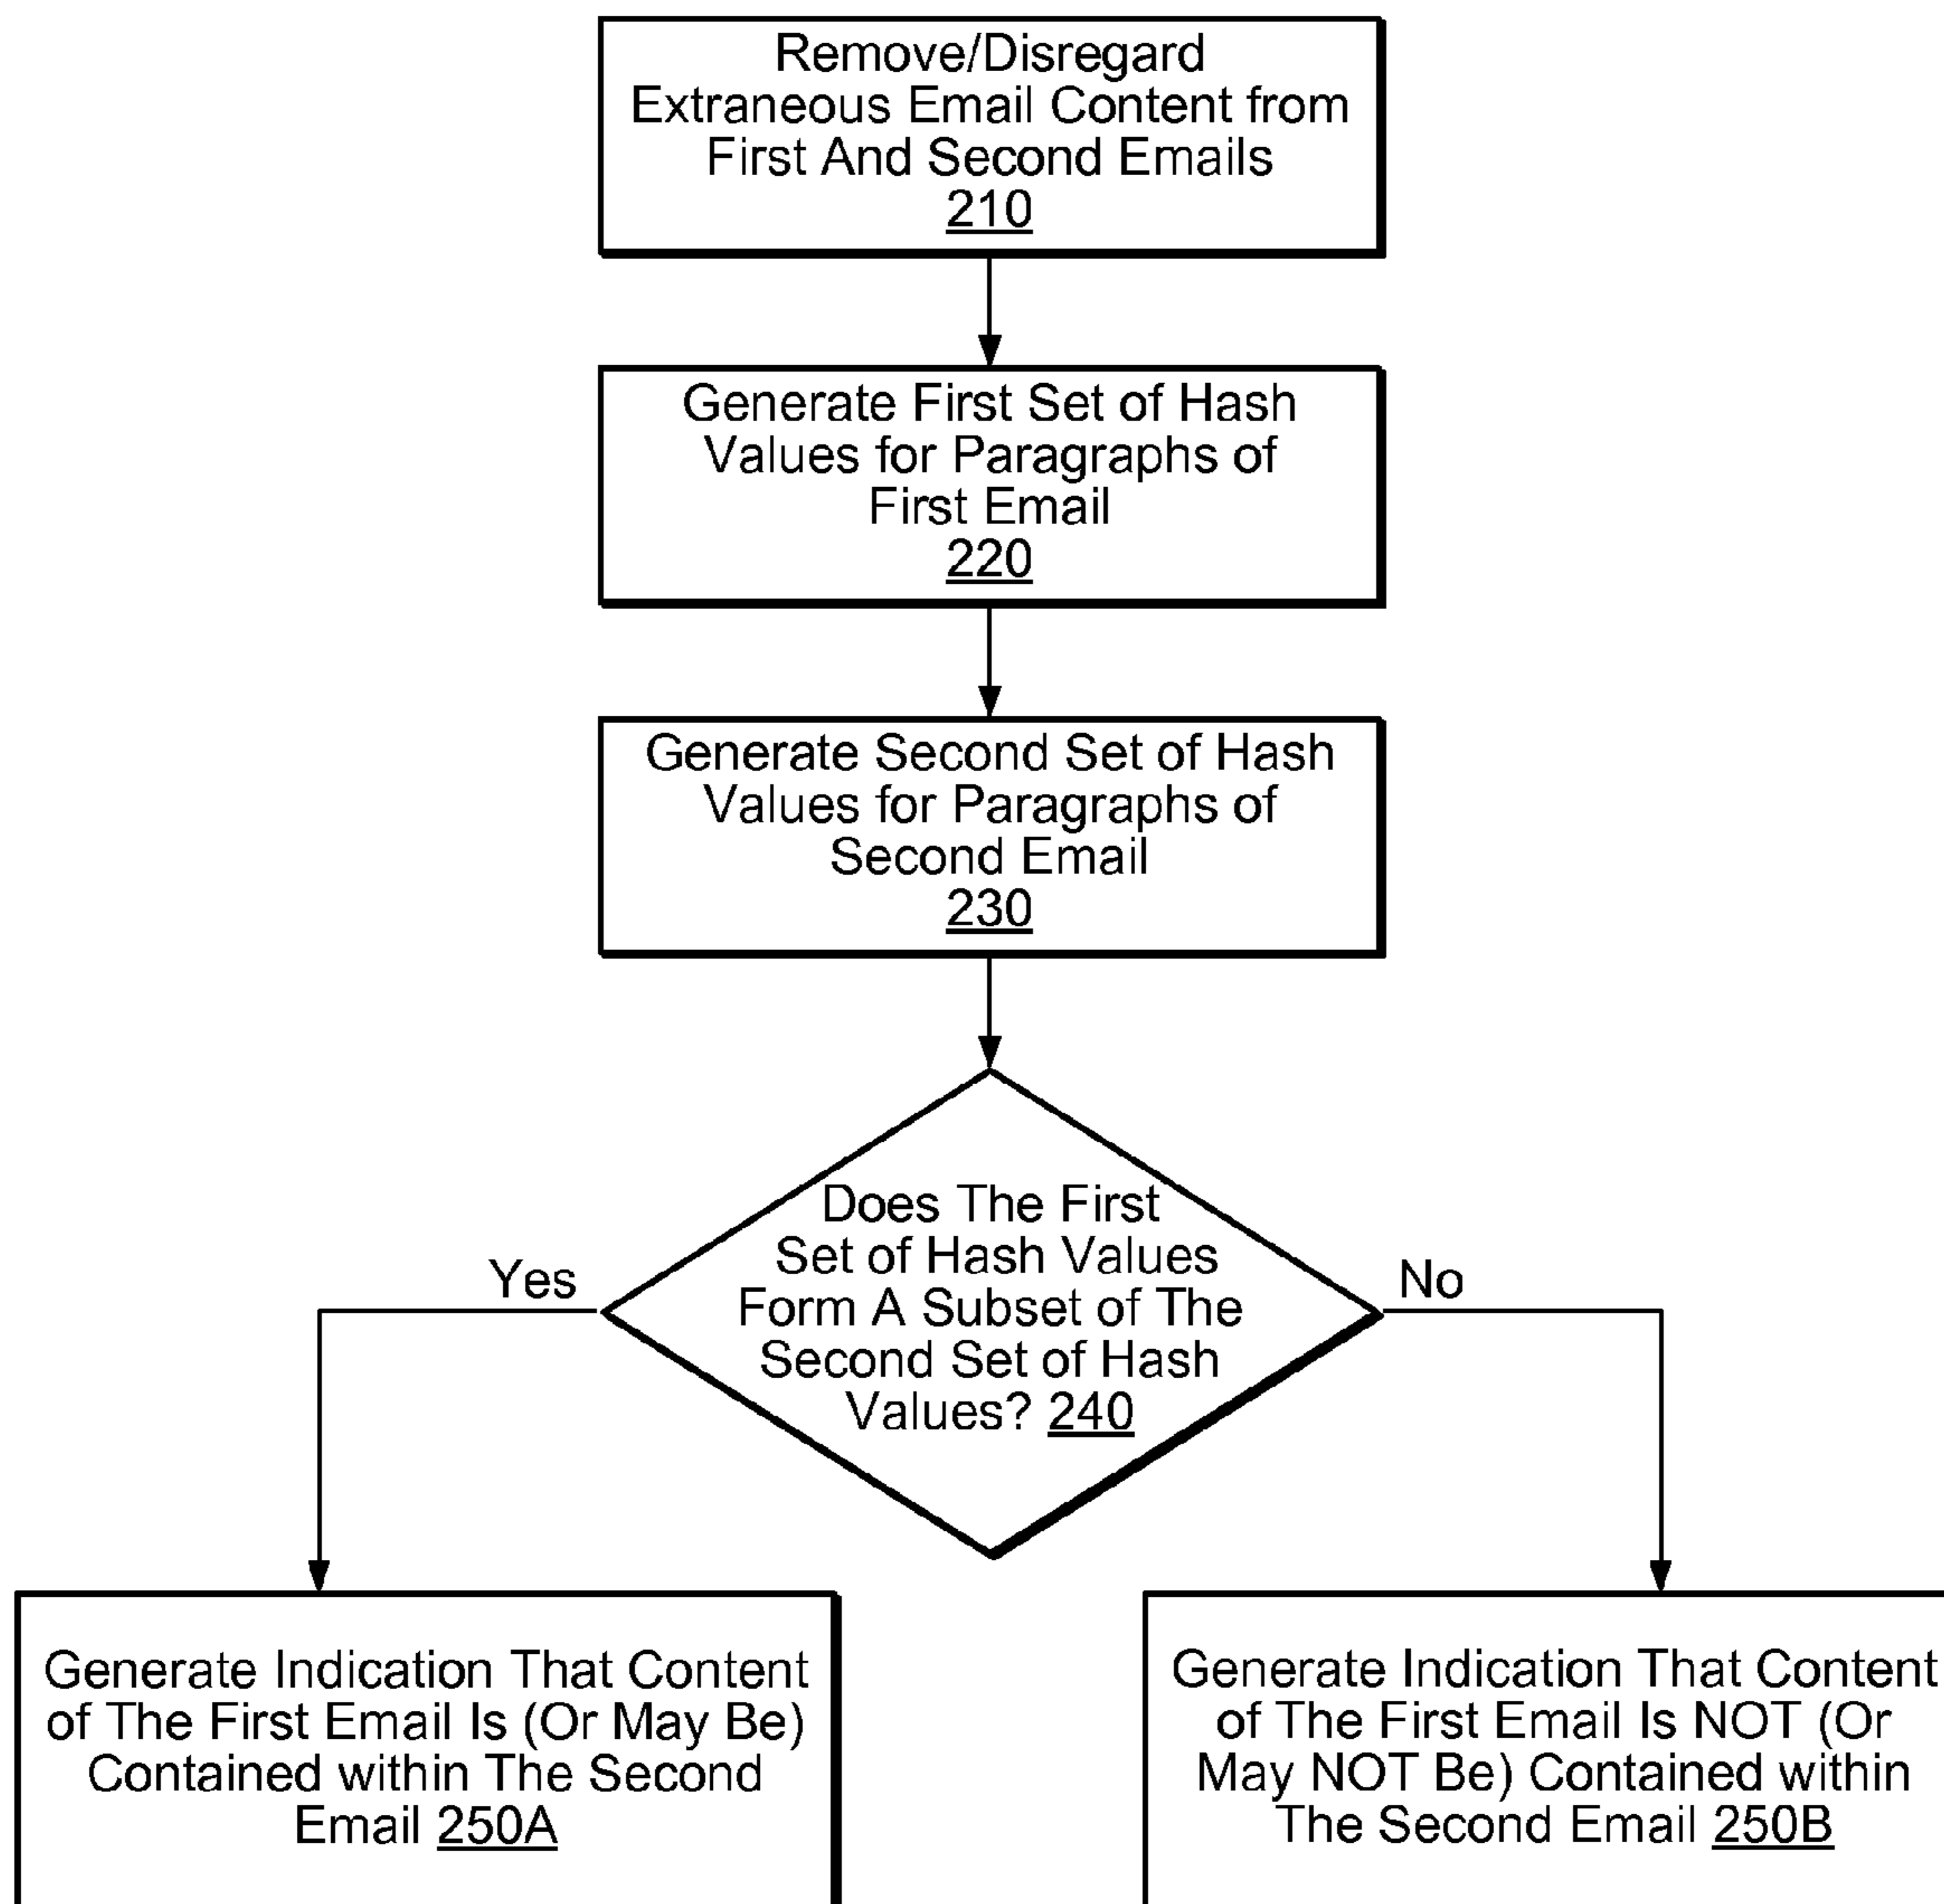 Remove/Disregard
Extraneous Email Content from
First And Second Emails
210
Generate First Set of Hash
Values for Paragraphs of
First Email
220
Generate Second Set of Hash
Values for Paragraphs of
Second Email
230
Does The First
Set of Hash Values
Form A Subset of The
Second Set of Hash
Values? 240
Yes
No
Generate Indication That Content
of The First Email Is (Or May Be)
Contained within The Second
Email 250A
Generate Indication That Content
of The First Email Is NOT (Or
May NOT Be) Contained within
The Second Email 250B